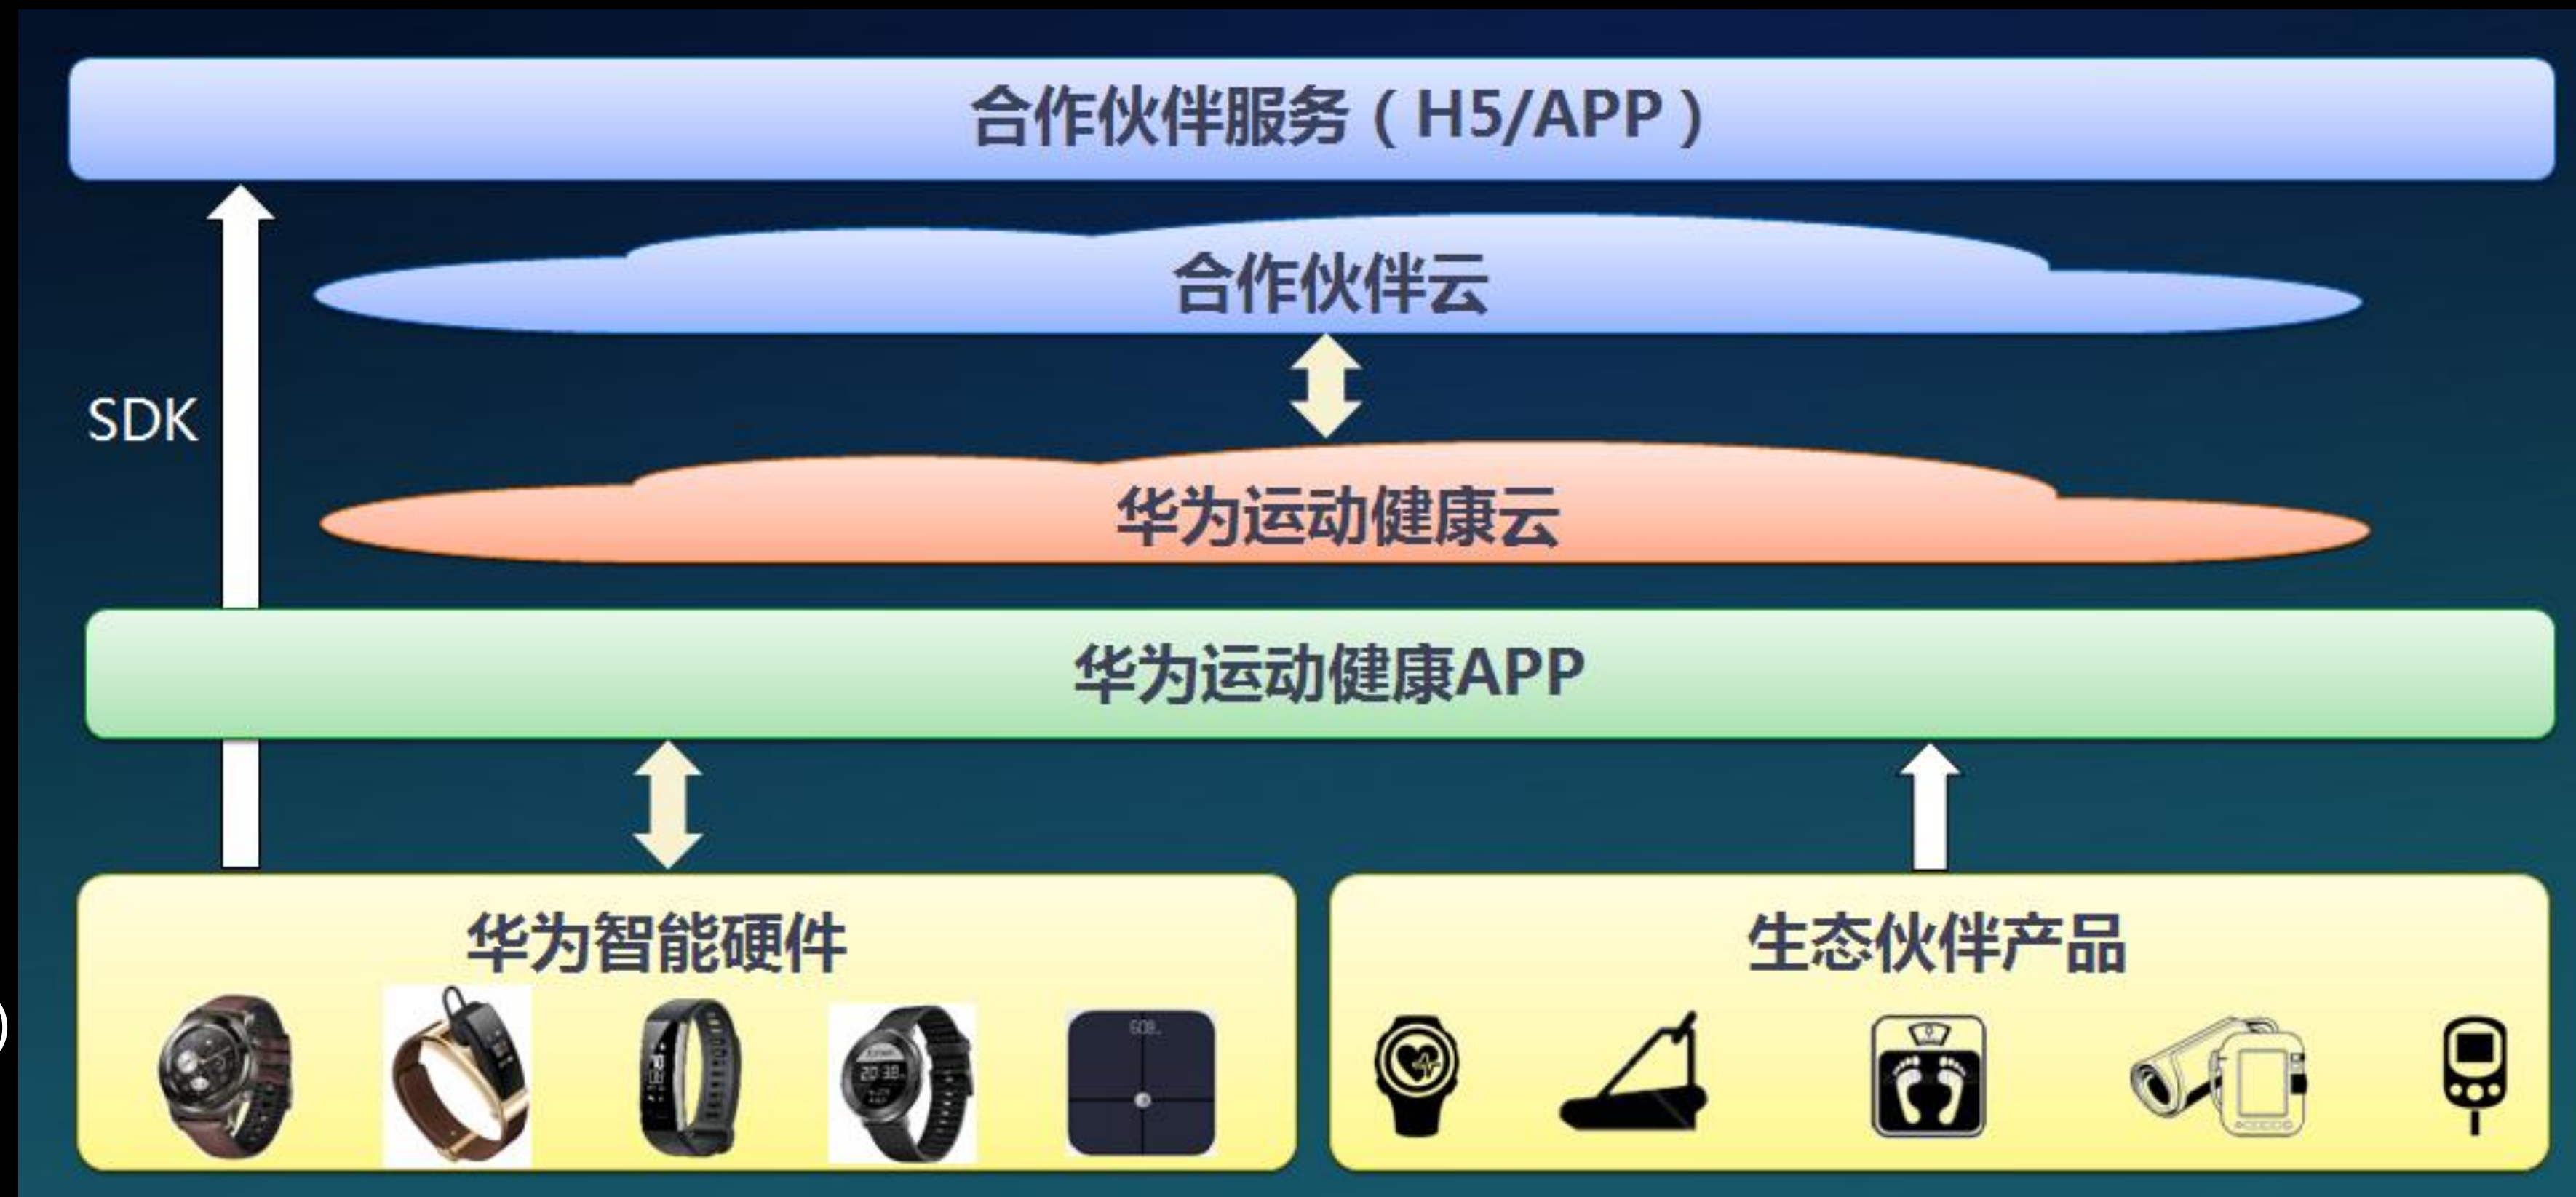 合作伙伴服务（H5/APP）
合作伙伴云
SDK
华为运动健康云
华为运动健康APP
华为智能硬件
生态伙伴产品